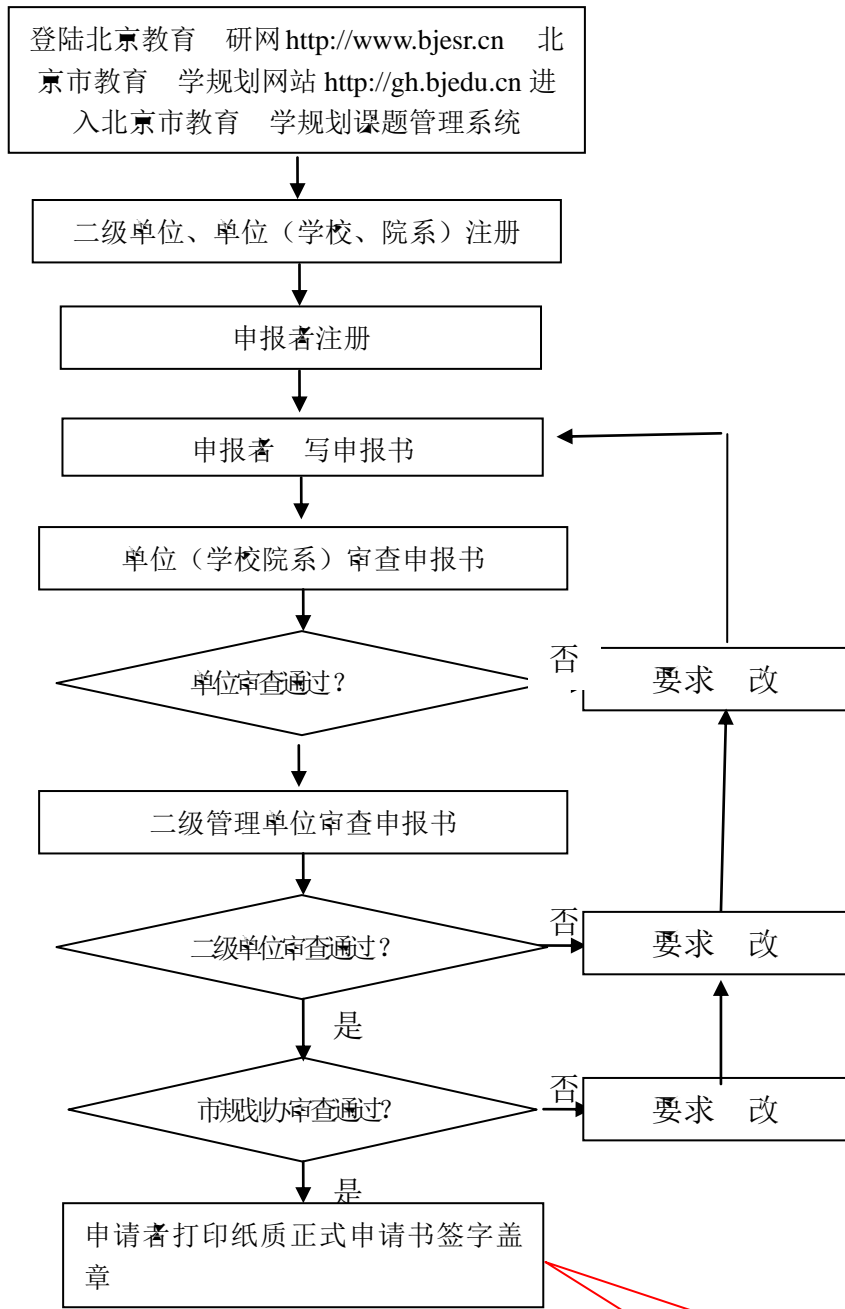 登陆北京教育 研网 http://www.bjesr.cn 北
京市教育 学规划网站 http://gh.bjedu.cn 进
入北京市教育 学规划课题管理系统
二级单位、单位（学校、院系）注册
申报者注册
申报者 写申报书
单位（学校院系）审查申报书
单位审查通过？
否
要求 改
二级管理单位审查申报书
二级单位审查通过？
否
要求 改
是
市规划办审查通过？
否
要求 改
是
申请者打印纸质正式申请书签字盖
章